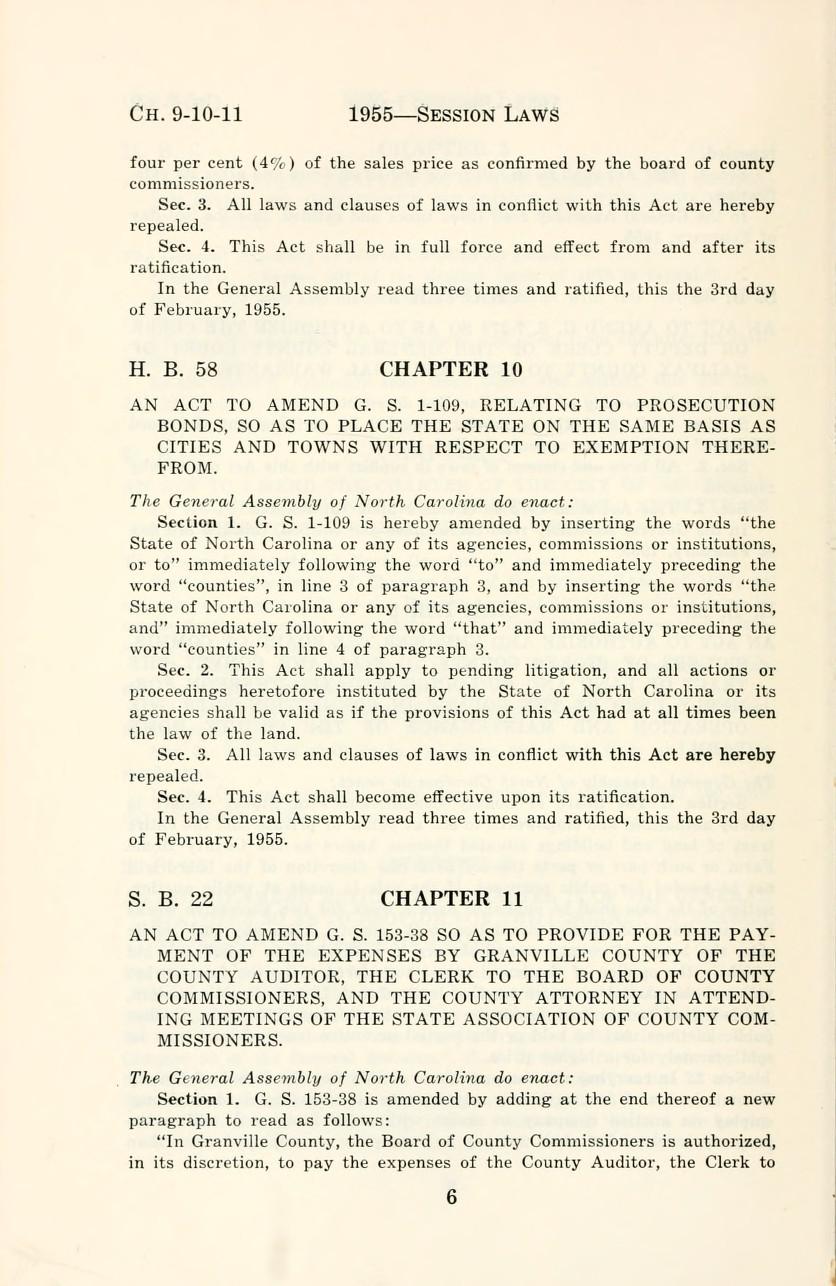 CH. 9-10-11 1955—SESSION LAWS
four per cent (4%) of the sales price as confirmed by the board of county
commissioners.
Sec. 3. All laws and clauses of laws in conflict with this Act are hereby
repealed.
Sec. 4. This Act shall be in full force and effect from and after its
ratification.
In the General Assembly read three times and ratified, this the 3rd day
of February, 1955.
H. B. 58 CHAPTER 10
AN ACT TO AMEND G. S. 1-109, RELATING TO PROSECUTION
BONDS, SO AS TO PLACE THE STATE ON THE SAME BASIS AS
CITIES AND TOWNS WITH RESPECT TO EXEMPTION THERE-
FROM.
The General Assembly of North Carolina do enact:
Section 1. G. S. 1-109 is hereby amended by inserting the words “the
State of North Carolina or any of its agencies, commissions or institutions,
or to” immediately following the word “to” and immediately preceding the
word “counties”, in line 3 of paragraph 3, and by inserting the words “the
State of North Carolina or any of its agencies, commissions or institutions,
and” immediately following the word “that” and immediately preceding the
word “counties” in line 4 of paragraph 3.
Sec. 2. This Act shall apply to pending litigation, and all actions or
proceedings heretofore instituted by the State of North Carolina or its
agencies shall be valid as if the provisions of this Act had at all times been
the law of the land.
Sec. 3. All laws and clauses of laws in conflict with this Act are hereby
repealed.
Sec. 4. This Act shall become effective upon its ratification.
In the General Assembly read three times and ratified, this the 3rd day
of February, 1955.
S. B. 22 CHAPTER 11
AN ACT TO AMEND G. S. 153-38 SO AS TO PROVIDE FOR THE PAY-
MENT OF THE EXPENSES BY GRANVILLE COUNTY OF THE
COUNTY AUDITOR, THE CLERK TO THE BOARD OF COUNTY
COMMISSIONERS, AND THE COUNTY ATTORNEY IN ATTEND-
ING MEETINGS OF THE STATE ASSOCIATION OF COUNTY COM-
MISSIONERS.
The General Assembly of North Carolina do enact:
Section 1. G. S. 153-38 is amended by adding at the end thereof a new
paragraph to read as follows:
“In Granville County, the Board of County Commissioners is authorized,
in its discretion, to pay the expenses of the County Auditor, the Clerk to
6